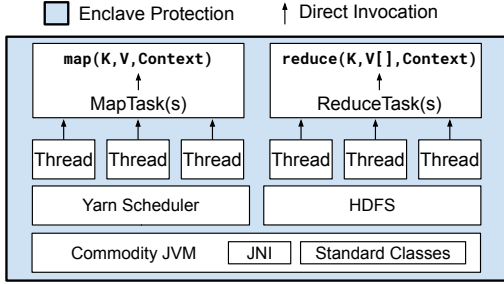 Enclave Protection Direct Invocation
map(K,V,Context) reduce(K,V[],Context)
MapTask(s) ReduceTask(s)
Thread Thread Thread Thread Thread Thread
Yarn Scheduler HDFS
Commodity JVM JNI Standard Classes